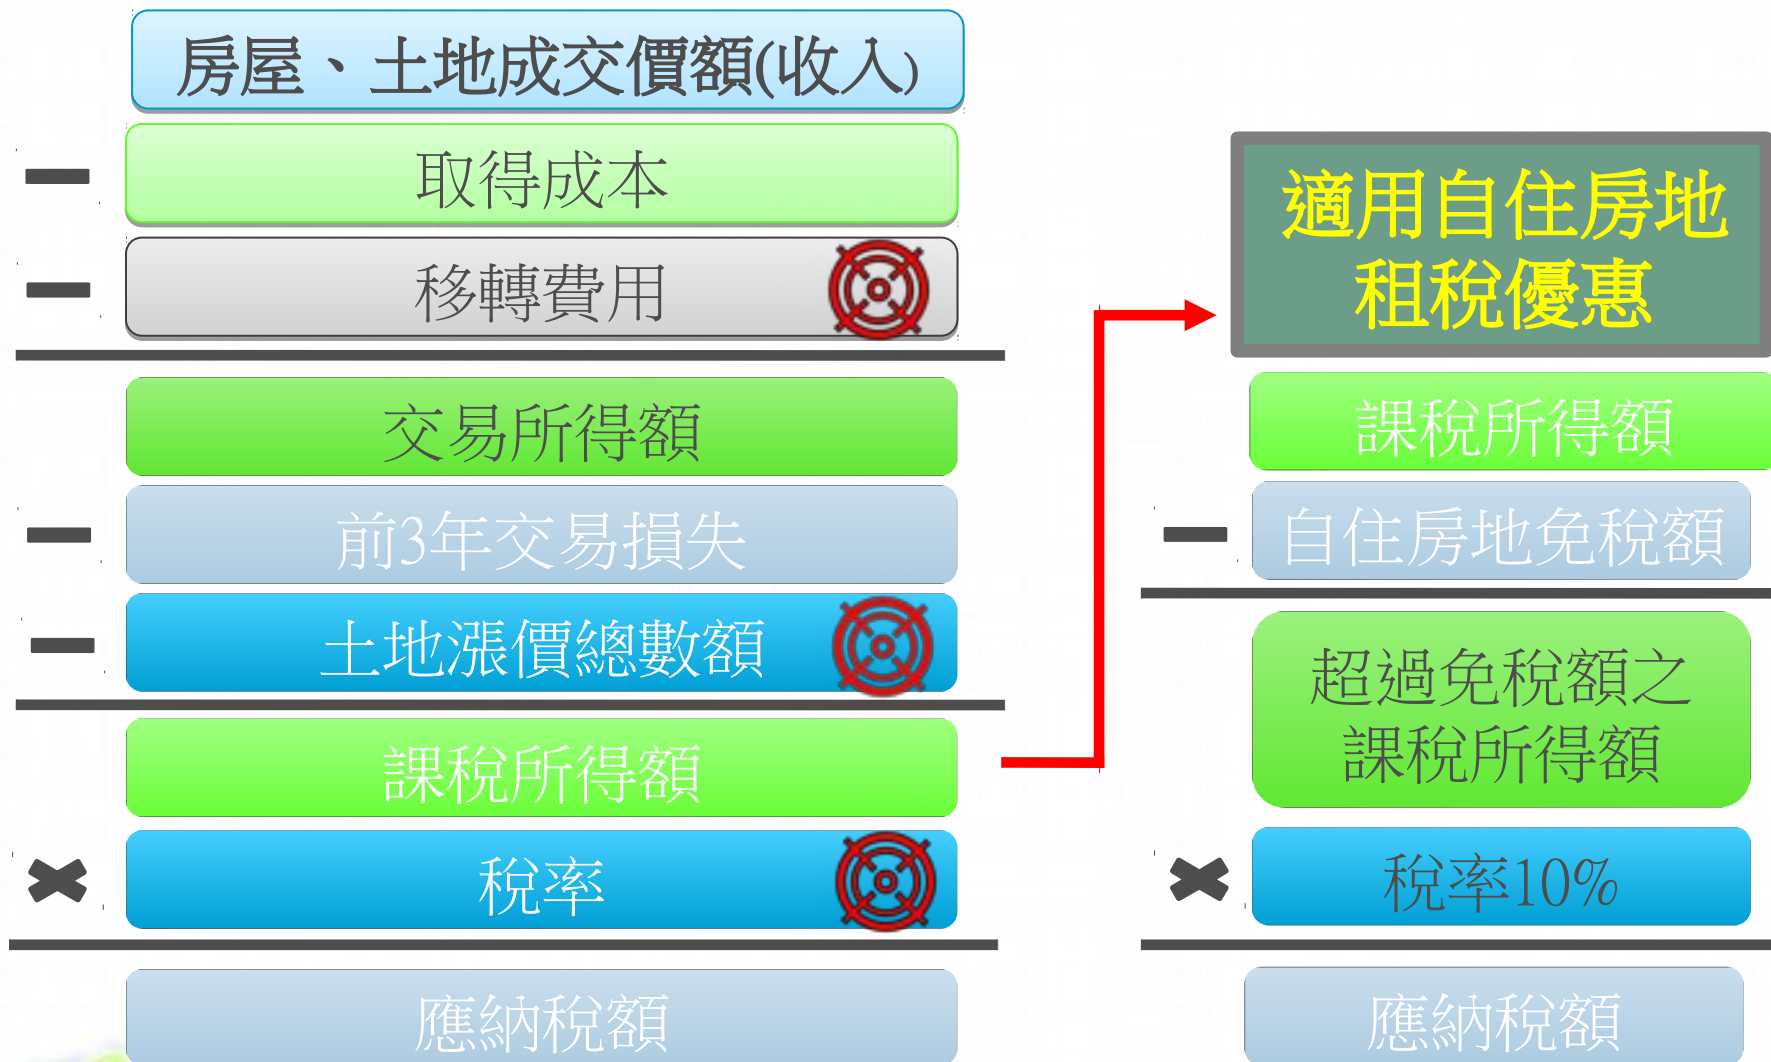 房屋、土地成交價額(收入)
取得成本
移轉費用
交易所得額
前3年交易損失
土地漲價總數額
課稅所得額
稅率
應納稅額
適用自住房地
租稅優惠
課稅所得額
自住房地免稅額
超過免稅額之
課稅所得額
稅率10%
應納稅額